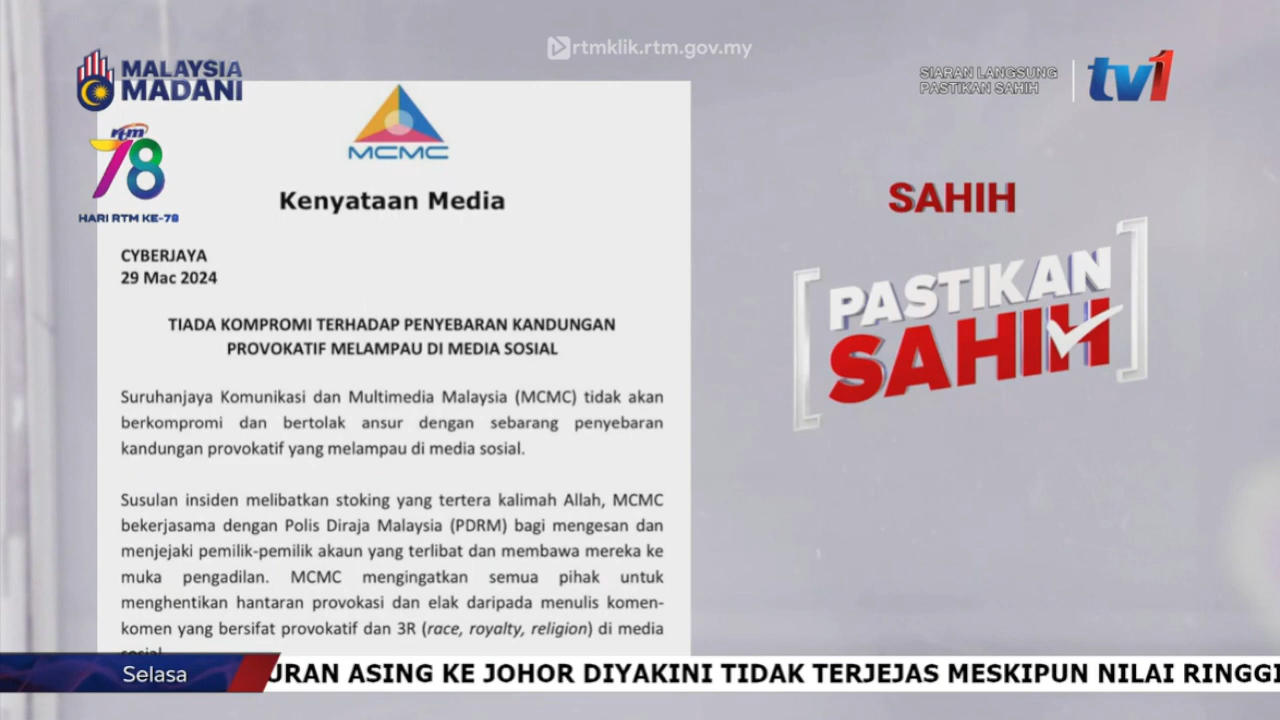 rtmklik.rtm.gov.my
MALAYSIA
MADANI
SIARAN LANGSUNG
PASTIKAN SAHIH
tv1
rtm
78
HARI RTM KE-78
MCMC
Kenyataan Media
CYBERJAYA
29 Mac 2024
TIADA KOMPROMI TERHADAP PENYEBARAN KANDUNGAN
PROVOKATIF MELAMPAU DI MEDIA SOSIAL
Suruhanjaya Komunikasi dan Multimedia Malaysia (MCMC) tidak akan
berkompromi dan bertolak ansur dengan sebarang penyebaran
kandungan provokatif yang melampau di media sosial.
Susulan insiden melibatkan stoking yang tertera kalimah Allah, MCMC
bekerjasama dengan Polis Diraja Malaysia (PDRM) bagi mengesan dan
menjejaki pemilik-pemilik akaun yang terlibat dan membawa mereka ke
muka pengadilan. MCMC mengingatkan semua pihak untuk
menghentikan hantaran provokasi dan elak daripada menulis komen-
komen yang bersifat provokatif dan 3R (race, royalty, religion) di media
SAHIH
PASTIKAN
SAHIH
Selasa
URAN ASING KE JOHOR DIYAKINI TIDAK TERJEJAS MESKIPUN NILAI RINGGI